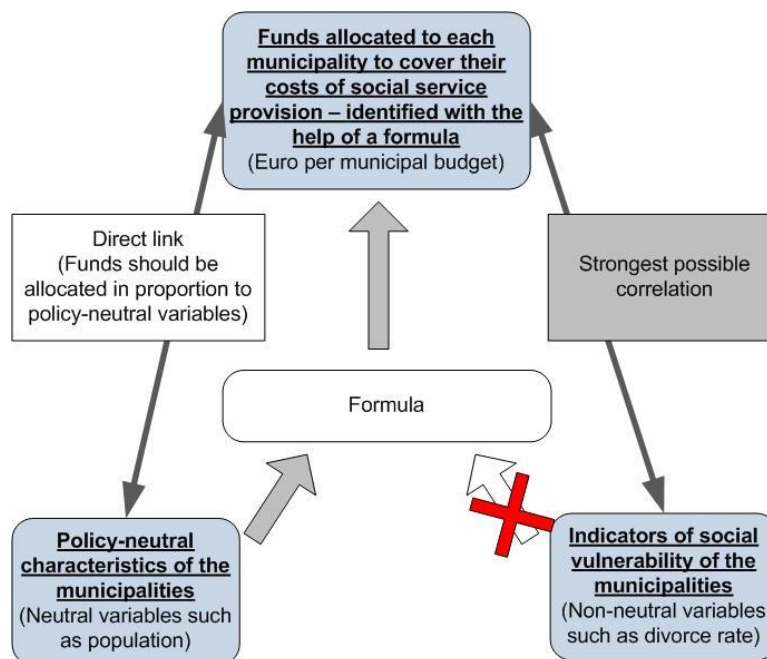 Funds allocated to each
municipality to cover their
costs of social service
provision – identified with the
help of a formula
(Euro per municipal budget)
Direct link
(Funds should be
allocated in proportion to
policy-neutral variables)
Strongest possible
correlation
Formula
Policy-neutral
characteristics of the
municipalities
(Neutral variables such
as population)
Indicators of social
vulnerability of the
municipalities
(Non-neutral variables
such as divorce rate)